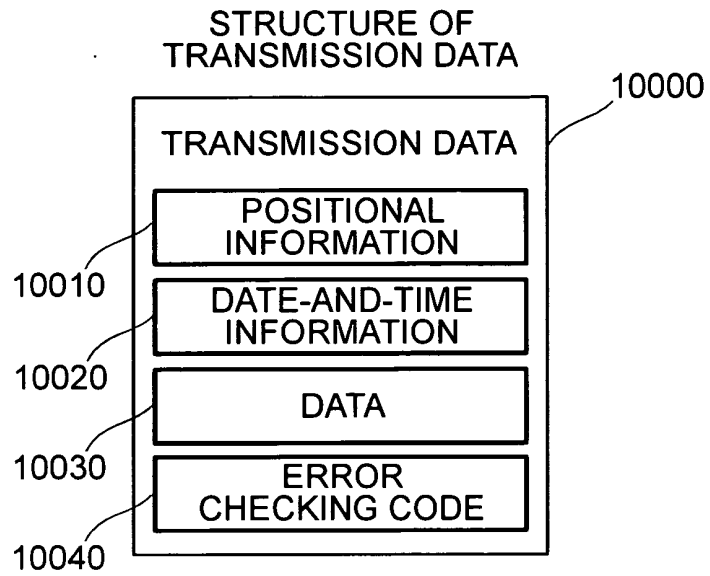 STRUCTURE OF
TRANSMISSION DATA
10000
TRANSMISSION DATA
POSITIONAL
INFORMATION
10010
DATE-AND-TIME
INFORMATION
10020
DATA
10030
ERROR
CHECKING CODE
10040